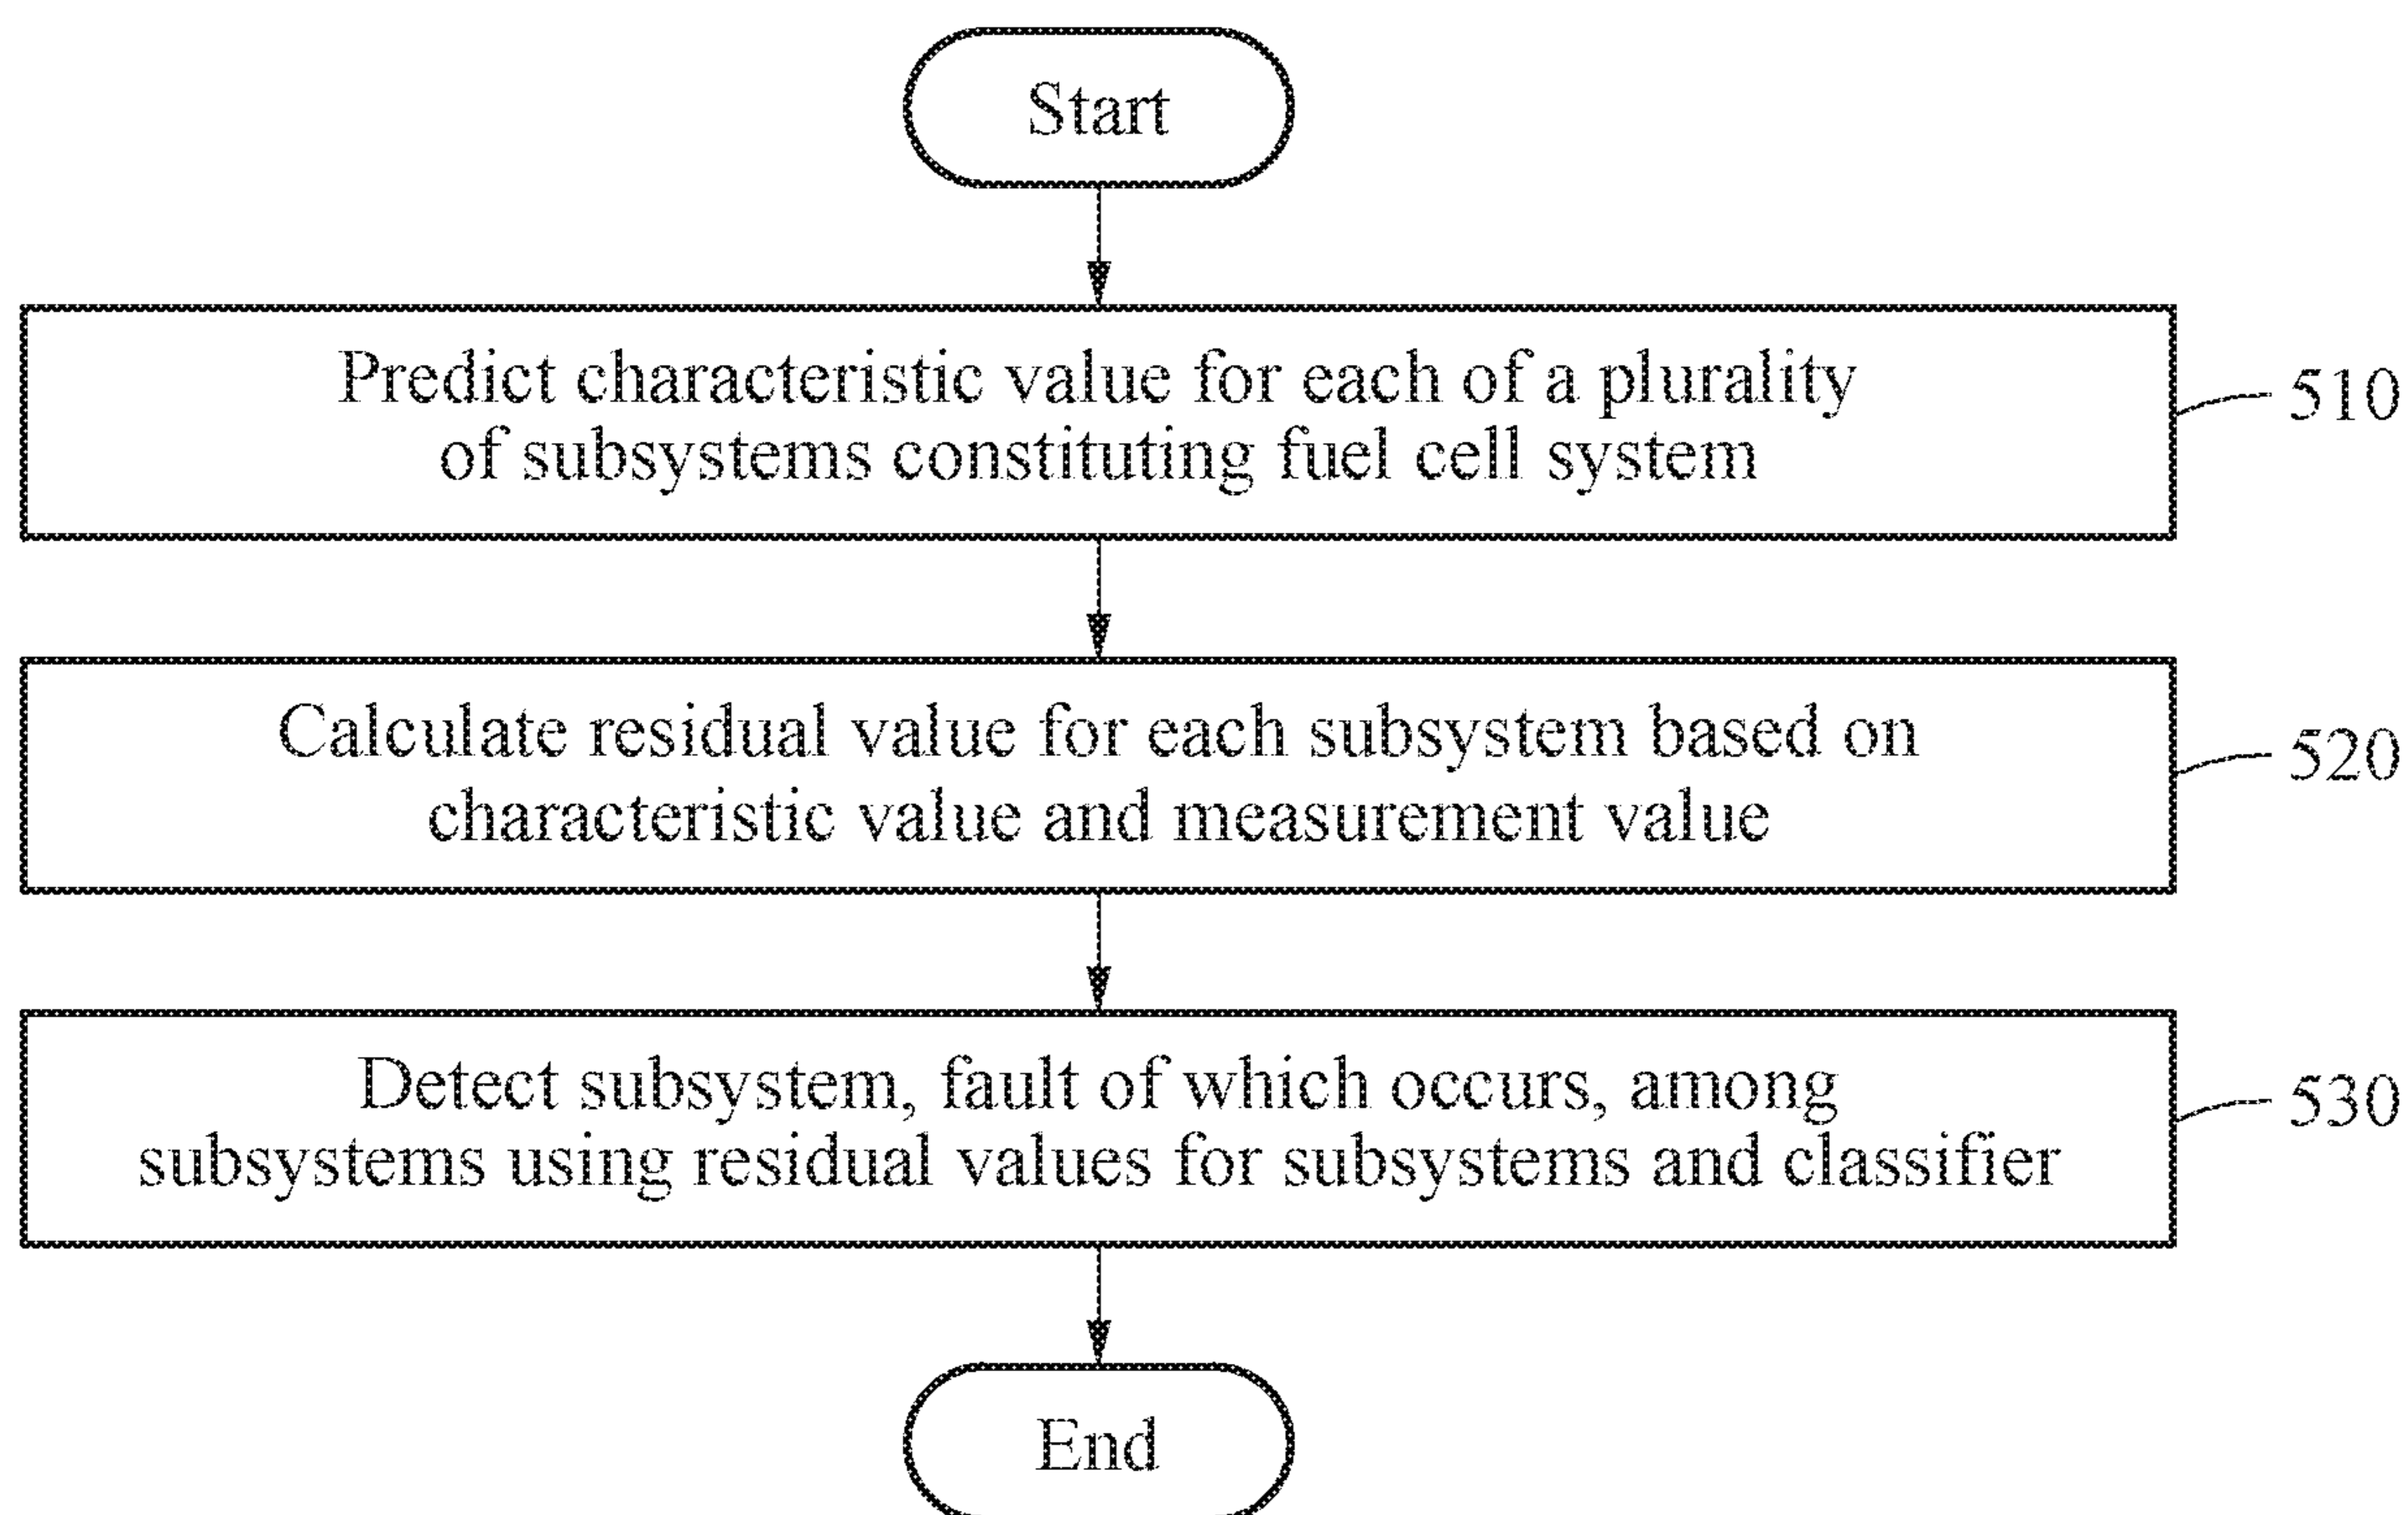 Start
Predict characteristic value for each of a plurality
of subsystems constituting fuel cell system
510
Calculate residual value for each subsystem based on
characteristic value and measurement value
520
Detect subsystem, fault of which occurs, among
subsystems using residual values for subsystems and classifier
530
End